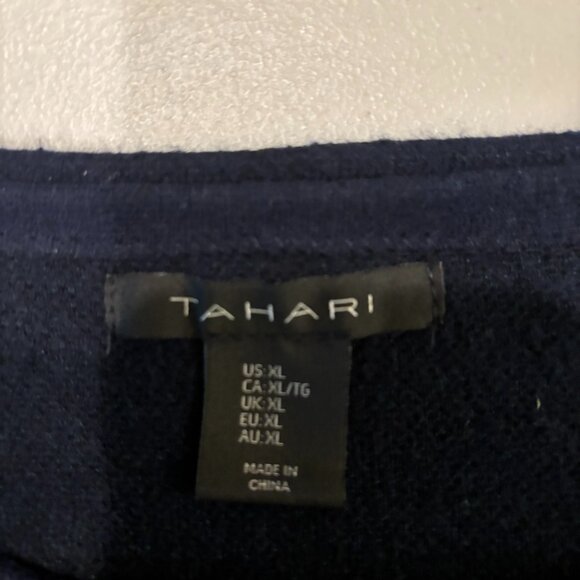 TAHARI
US:XL
CA:XL/TG
UK:XL
EU:XL
AU:XL
MADE IN
CHINA